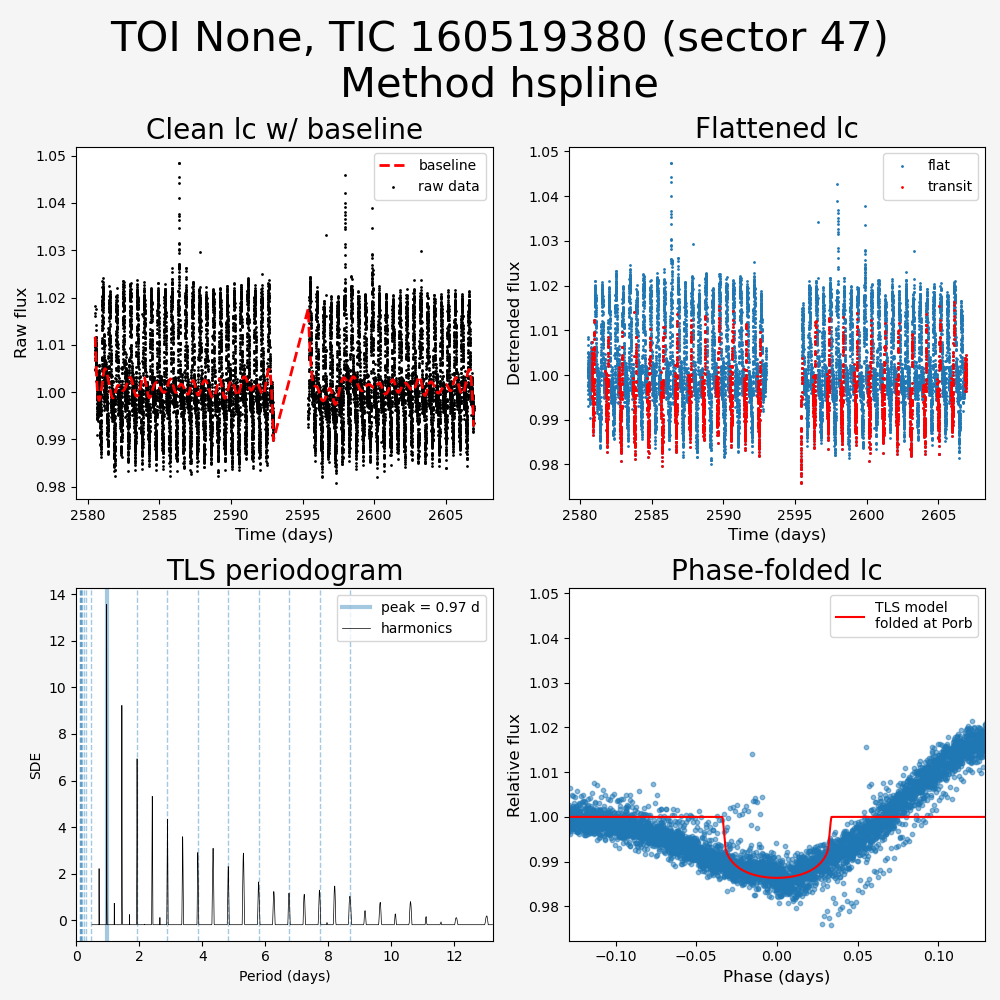 TOI None, TIC 160519380 (sector 47)
Method hspline
Clean lc w/ baseline
Flattened lc
1.05
1.04
1.03
1.02
1.01
1.00
0.99
0.98
Raw flux
baseline
raw data
2580
2585
2590
2595
2600
2605
Time (days)
1.05
1.04
1.03
1.02
1.01
1.00
0.99
0.98
Detrended flux
flat
transit
2580
2585
2590
2595
2600
2605
Time (days)
TLS periodogram
Phase-folded lc
14
12
10
8
6
4
2
0
SDE
peak = 0.97 d
harmonics
0
2
4
6
8
10
12
Period (days)
1.05
1.04
1.03
1.02
1.01
1.00
0.99
0.98
Relative flux
TLS model
folded at Porb
−0.10
−0.05
0.00
0.05
0.10
Phase (days)